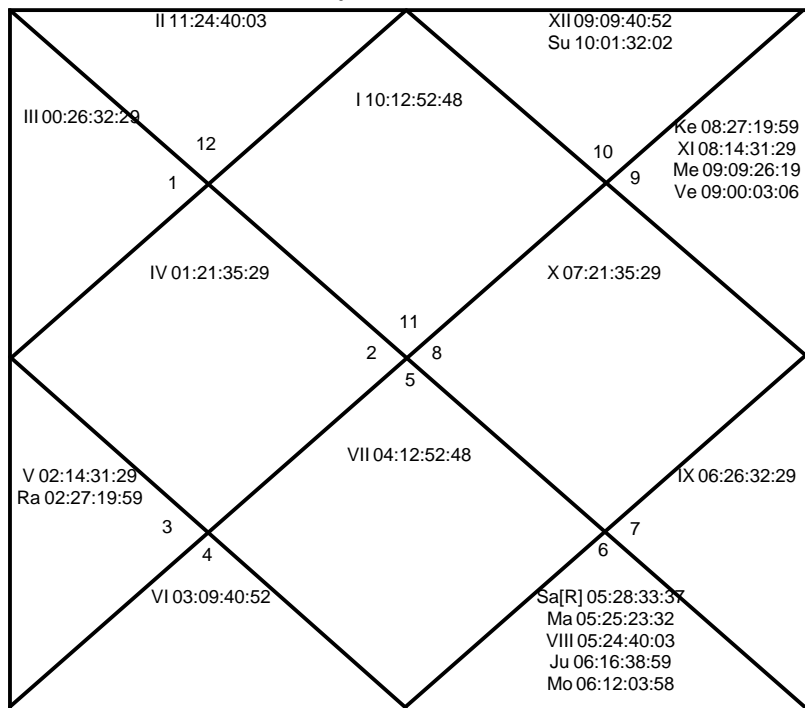 II 11:24:40:03
XII 09:09:40:52
Su 10:01:32:02
III 00:26:32:29
I 10:12:52:48
Ke 08:27:19:59
XI 08:14:31:29
Me 09:09:26:19
Ve 09:00:03:06
12
10
1
9
IV 01:21:35:29
X 07:21:35:29
11
2
8
5
V 02:14:31:29
Ra 02:27:19:59
VII 04:12:52:48
IX 06:26:32:29
3
7
4
6
VI 03:09:40:52
Sa[R] 05:28:33:37
Ma 05:25:23:32
VIII 05:24:40:03
Ju 06:16:38:59
Mo 06:12:03:58